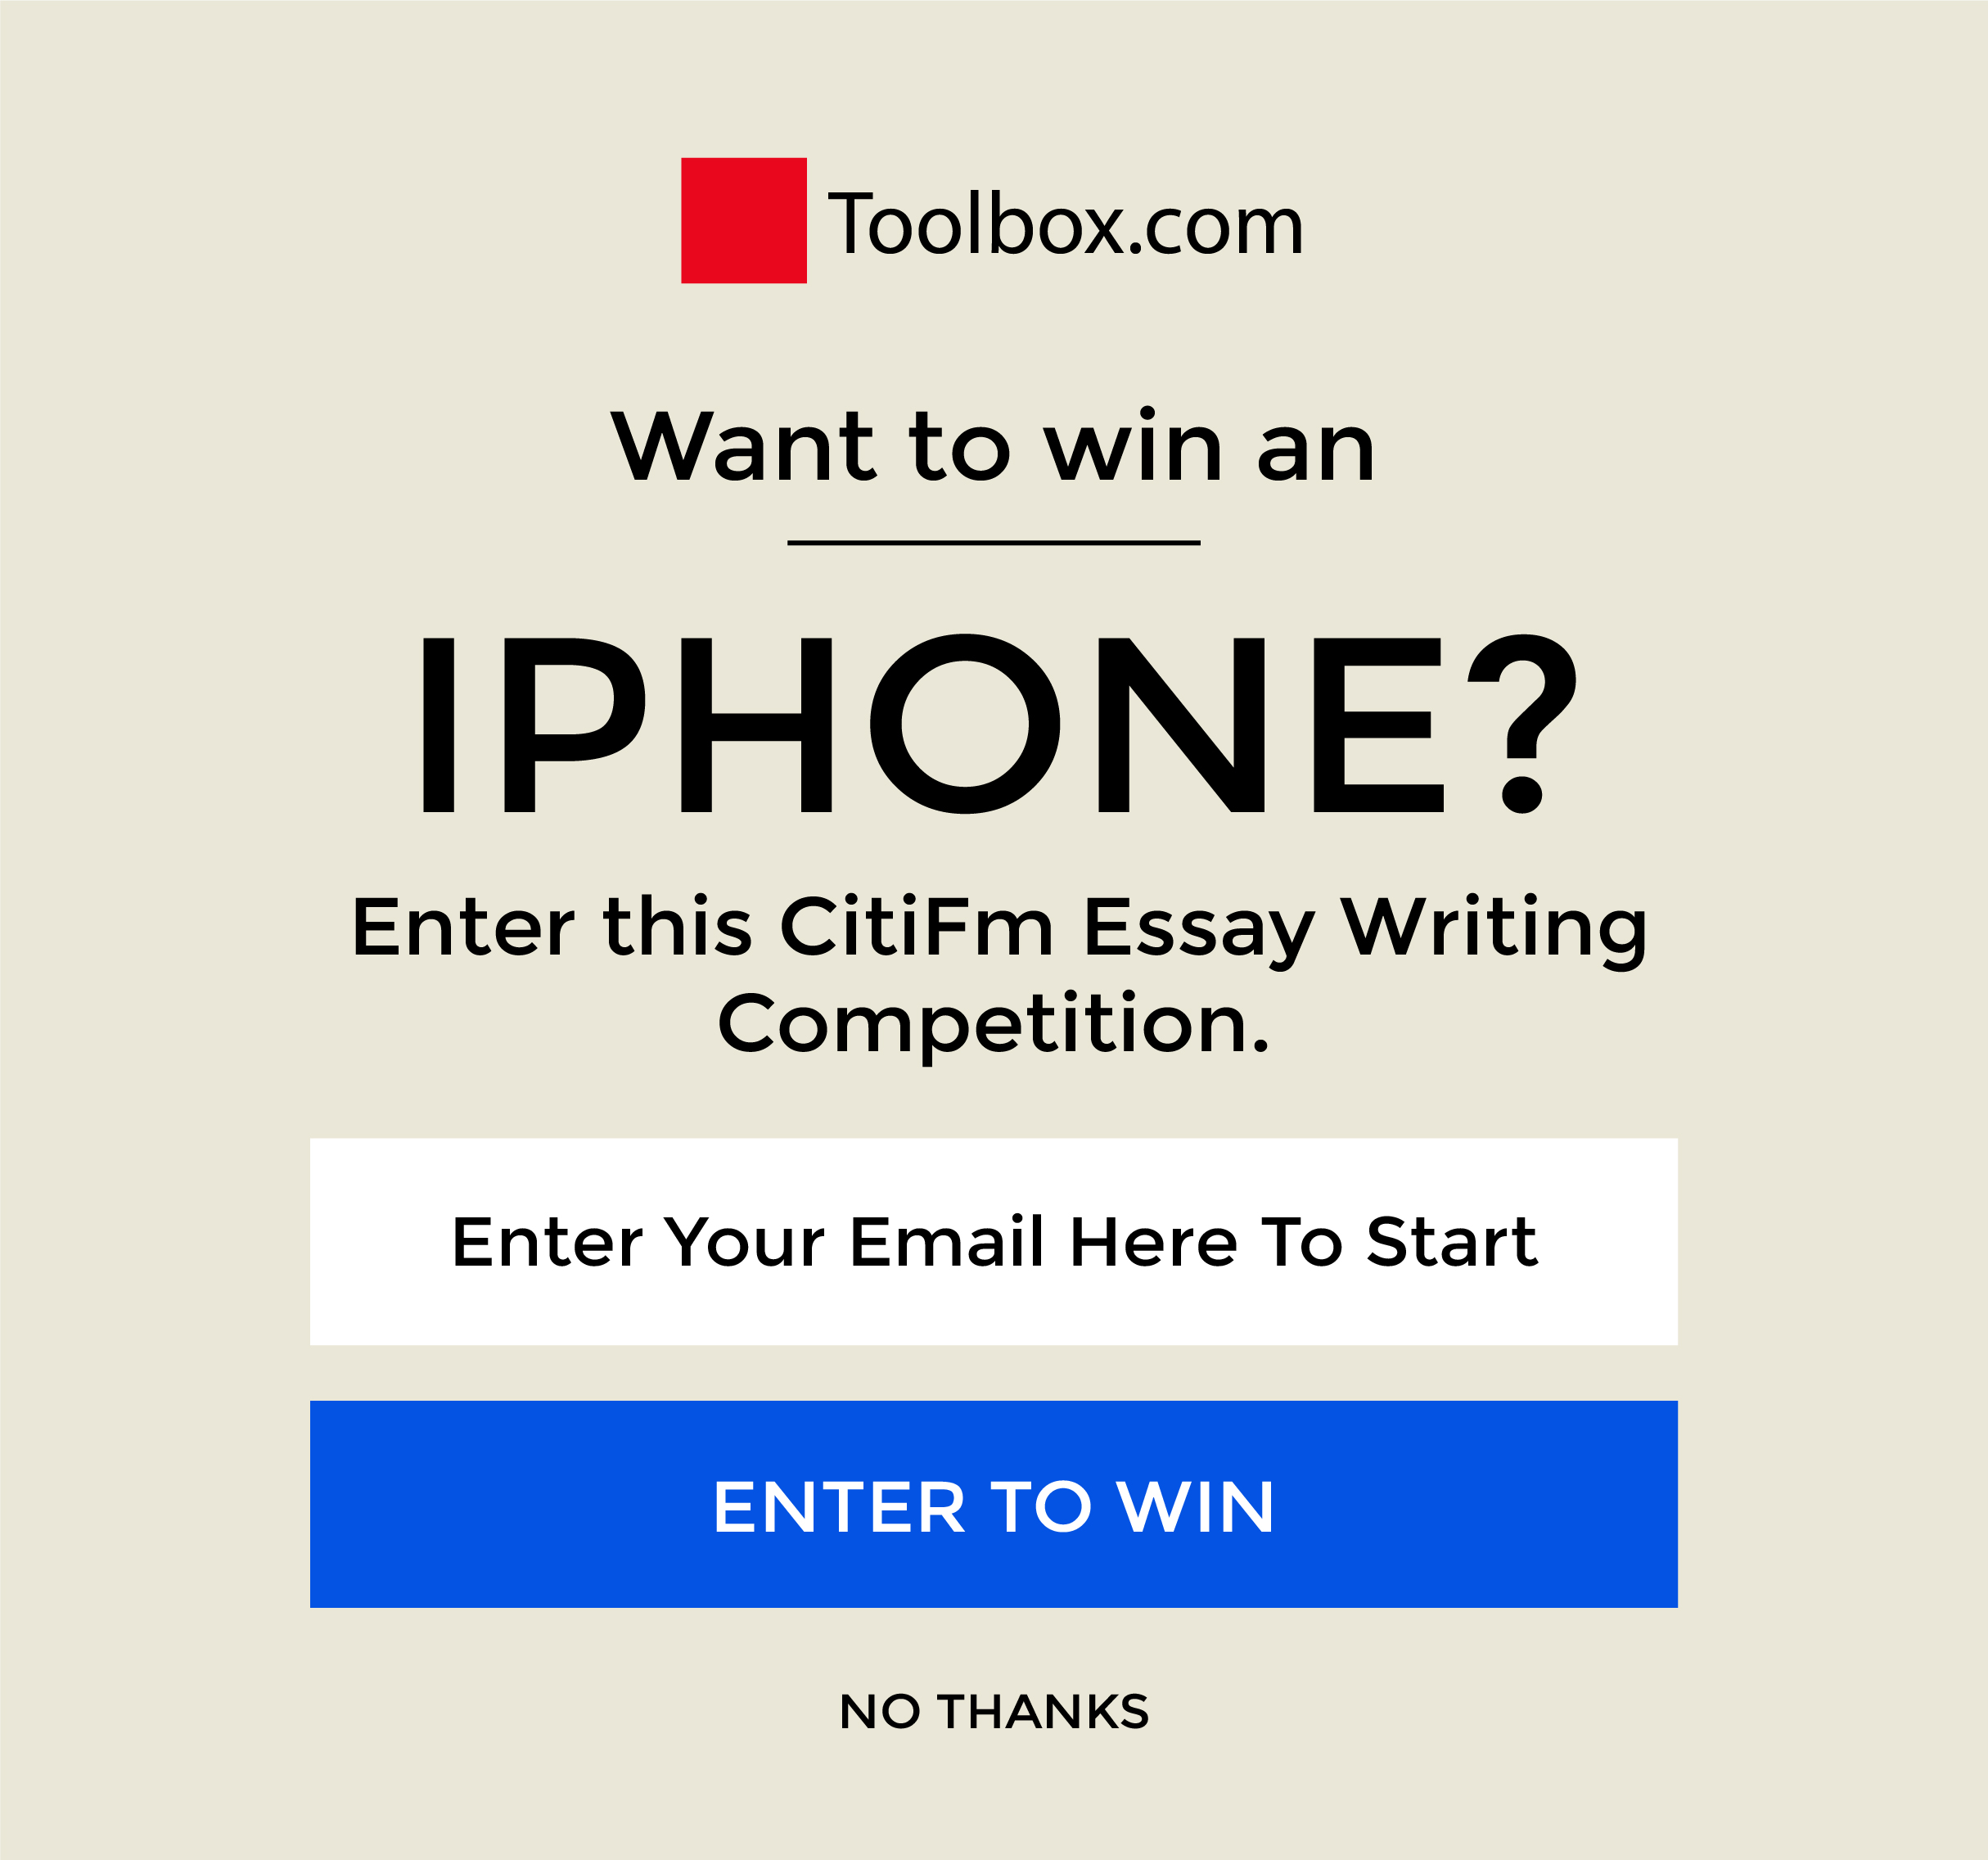 Toolbox.com
Want to win an
IPHONE?
Enter this CitiFm Essay Writing
Competition.
Enter Your Email Here To Start
ENTER TO WIN
NO THANKS